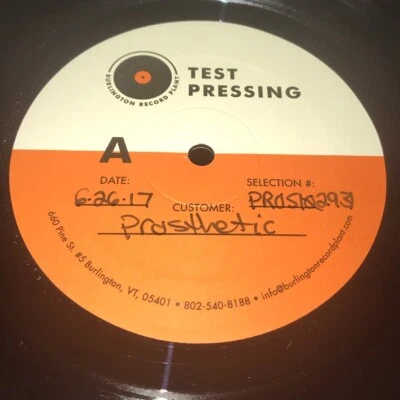 BURLINGTON RECORD PLANT
TEST
PRESSING
A
DATE:
6.26.17
SELECTION #:
CUSTOMER:
Prosthetic
660 Pine St. #5 Burlington, VT, 05401 • 802-540-8188 • info@burlingtonrecordplant.com